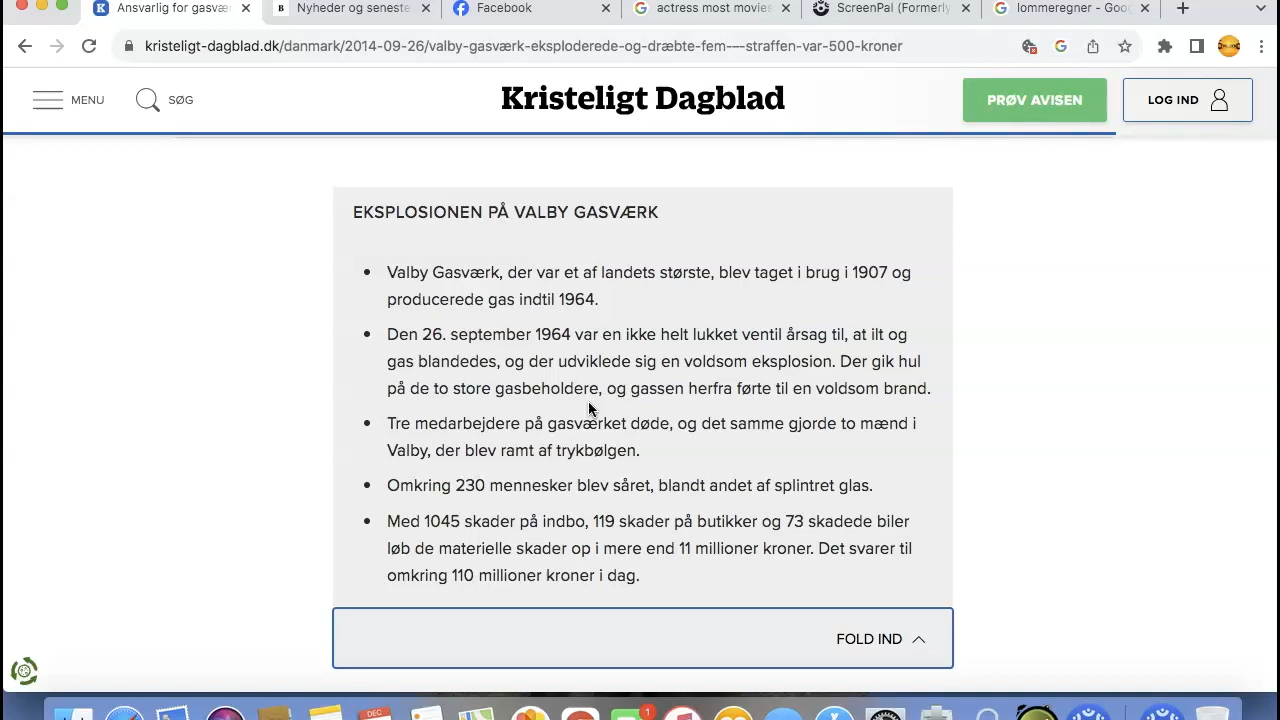 Ansvarlig for gasvæ
Nyheder og seneste
Facebook
actress most movies
ScreenPal (Formerly
lommeregner - Goo
kristeligt-dagblad.dk/danmark/2014-09-26/valby-gasværk-eksploderede-og-dræbte-fem-–-straffen-var-500-kroner
MENU
SØG
Kristeligt Dagblad
PRØV AVISEN
LOG IND
EKSPLOSIONEN PÅ VALBY GASVÆRK
• Valby Gasværk, der var et af landets største, blev taget i brug i 1907 og
producerede gas indtil 1964.
• Den 26. september 1964 var en ikke helt lukket ventil årsag til, at ilt og
gas blandedes, og der udviklede sig en voldsom eksplosion. Der gik hul
på de to store gasbeholdere, og gassen herfra førte til en voldsom brand.
• Tre medarbejdere på gasværket døde, og det samme gjorde to mænd i
Valby, der blev ramt af trykbølgen.
• Omkring 230 mennesker blev såret, blandt andet af splintret glas.
• Med 1045 skader på indbo, 119 skader på butikker og 73 skadede biler
løb de materielle skader op i mere end 11 millioner kroner. Det svarer til
omkring 110 millioner kroner i dag.
FOLD IND
DEC
1